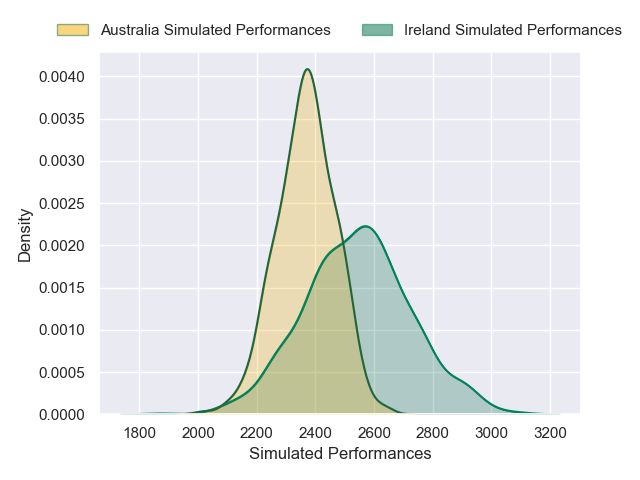 Australia Simulated Performances
Ireland Simulated Performances
0.0040
0.0035
0.0030
0.0025
0.0020
0.0015
0.0010
0.0005
0.0000
Density
1800 2000 2200 2400 2600 2800 3000 3200
Simulated Performances